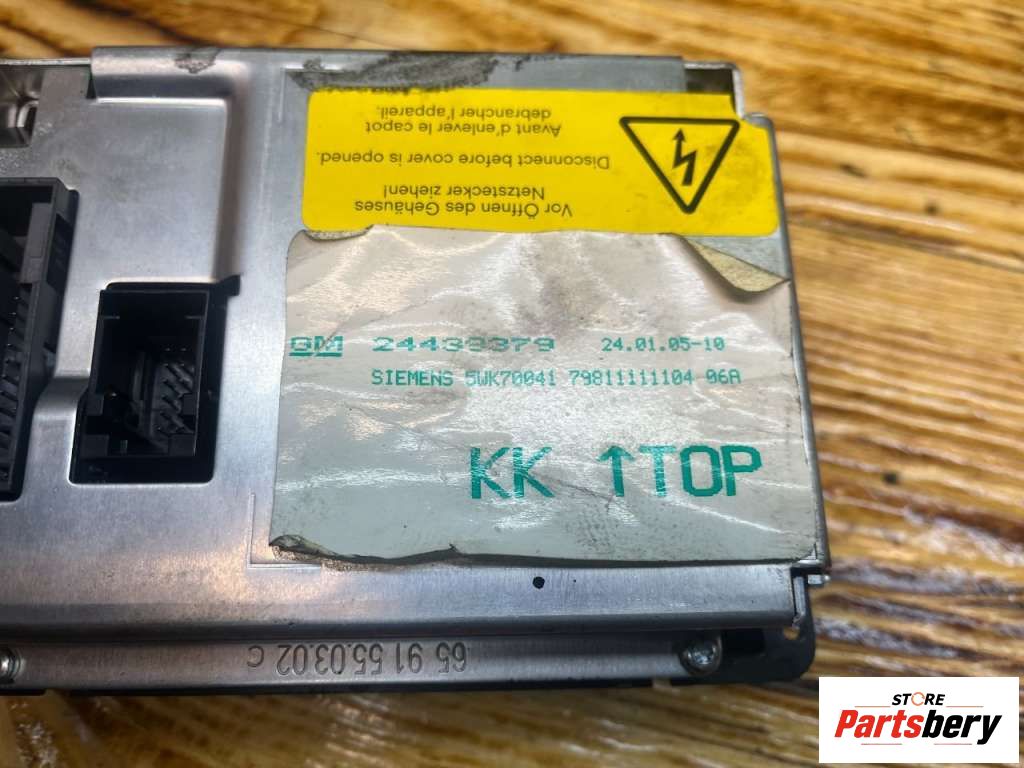 Vor Öffnen des Gehäuses
Netzstecker ziehen!
Disconnect before cover is opened.
Avant d'enlever le capot
debrancher l'appareil.
GM 24439379 24.01.05-10
SIEMENS 5WK70041 79811111104 06A
KK ↑TOP
65 91 55.03.02 C
STORE
Partsbery